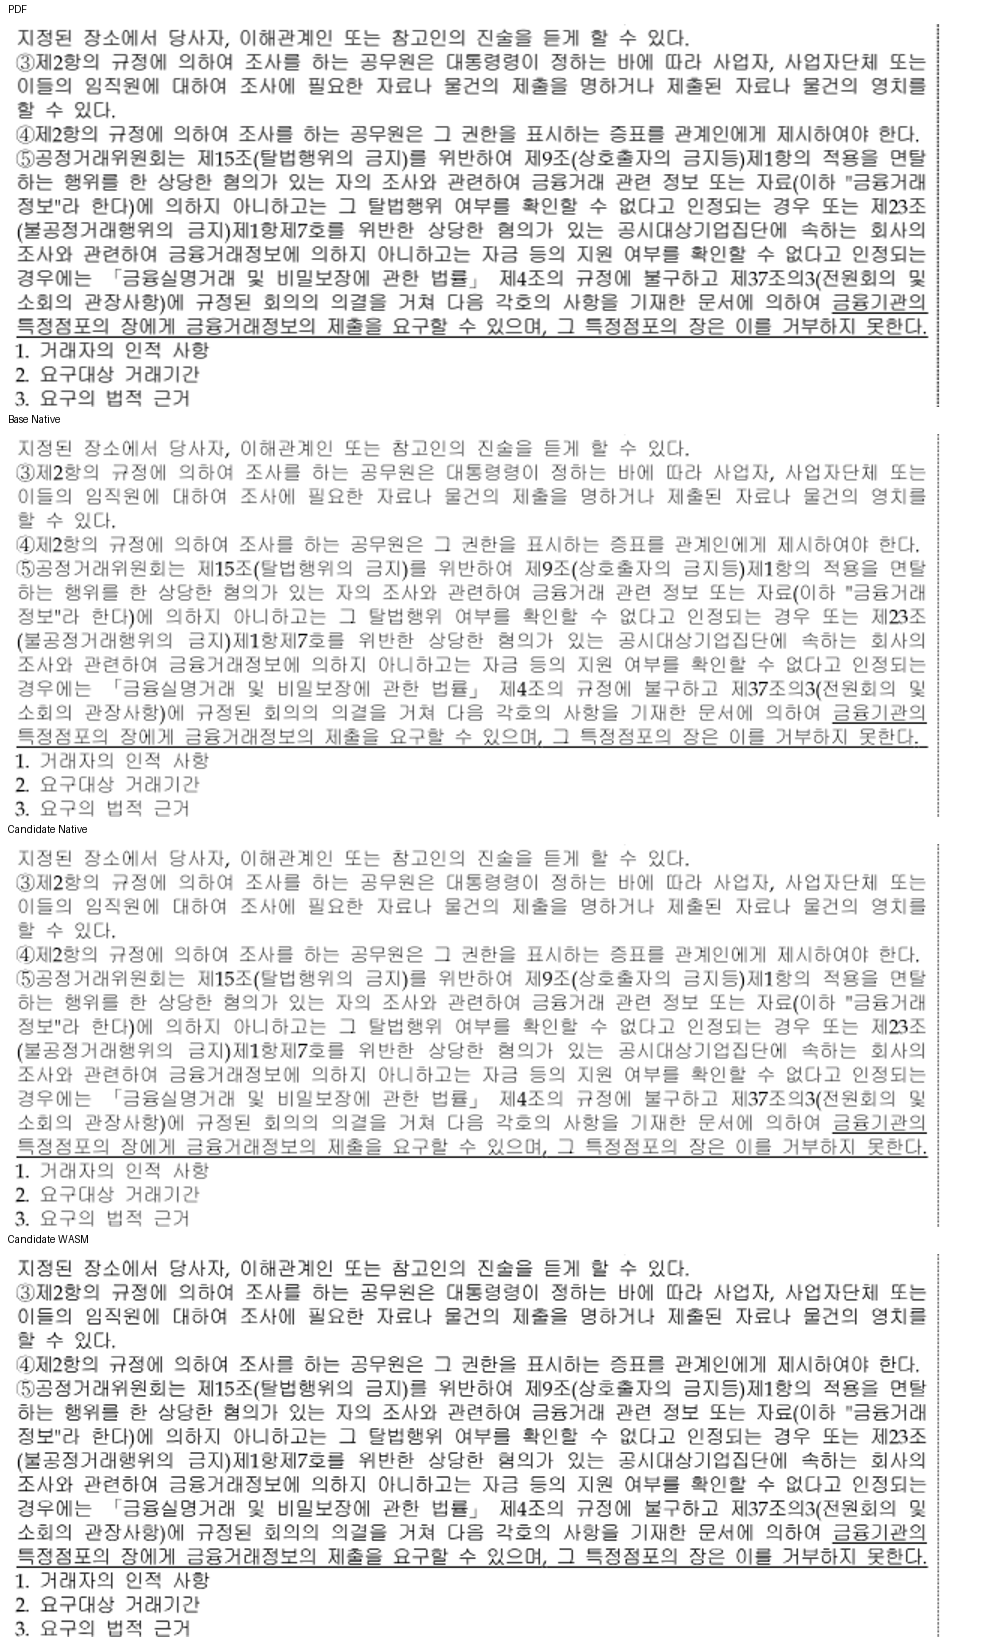 PDF
지정된 장소에서 당사자, 이해관계인 또는 참고인의 진술을 듣게 할 수 있다.
③제2항의 규정에 의하여 조사를 하는 공무원은 대통령령이 정하는 바에 따라 사업자, 사업자단체 또는
이들의 임직원에 대하여 조사에 필요한 자료나 물건의 제출을 명하거나 제출된 자료나 물건의 영치를
할 수 있다.
④제2항의 규정에 의하여 조사를 하는 공무원은 그 권한을 표시하는 증표를 관계인에게 제시하여야 한다.
⑤공정거래위원회는 제15조(탈법행위의 금지)를 위반하여 제9조(상호출자의 금지등)제1항의 적용을 면탈
하는 행위를 한 상당한 혐의가 있는 자의 조사와 관련하여 금융거래 관련 정보 또는 자료(이하 "금융거래
정보"라 한다)에 의하지 아니하고는 그 탈법행위 여부를 확인할 수 없다고 인정되는 경우 또는 제23조
(불공정거래행위의 금지)제1항제7호를 위반한 상당한 혐의가 있는 공시대상기업집단에 속하는 회사의
조사와 관련하여 금융거래정보에 의하지 아니하고는 자금 등의 지원 여부를 확인할 수 없다고 인정되는
경우에는 「금융실명거래 및 비밀보장에 관한 법률」 제4조의 규정에 불구하고 제37조의3(전원회의 및
소회의 관장사항)에 규정된 회의의 의결을 거쳐 다음 각호의 사항을 기재한 문서에 의하여 금융기관의
특정점포의 장에게 금융거래정보의 제출을 요구할 수 있으며, 그 특정점포의 장은 이를 거부하지 못한다.
1. 거래자의 인적 사항
2. 요구대상 거래기간
3. 요구의 법적 근거
Base Native
지정된 장소에서 당사자, 이해관계인 또는 참고인의 진술을 듣게 할 수 있다.
③제2항의 규정에 의하여 조사를 하는 공무원은 대통령령이 정하는 바에 따라 사업자, 사업자단체 또는
이들의 임직원에 대하여 조사에 필요한 자료나 물건의 제출을 명하거나 제출된 자료나 물건의 영치를
할 수 있다.
④제2항의 규정에 의하여 조사를 하는 공무원은 그 권한을 표시하는 증표를 관계인에게 제시하여야 한다.
⑤공정거래위원회는 제15조(탈법행위의 금지)를 위반하여 제9조(상호출자의 금지등)제1항의 적용을 면탈
하는 행위를 한 상당한 혐의가 있는 자의 조사와 관련하여 금융거래 관련 정보 또는 자료(이하 "금융거래
정보"라 한다)에 의하지 아니하고는 그 탈법행위 여부를 확인할 수 없다고 인정되는 경우 또는 제23조
(불공정거래행위의 금지)제1항제7호를 위반한 상당한 혐의가 있는 공시대상기업집단에 속하는 회사의
조사와 관련하여 금융거래정보에 의하지 아니하고는 자금 등의 지원 여부를 확인할 수 없다고 인정되는
경우에는 「금융실명거래 및 비밀보장에 관한 법률」 제4조의 규정에 불구하고 제37조의3(전원회의 및
소회의 관장사항)에 규정된 회의의 의결을 거쳐 다음 각호의 사항을 기재한 문서에 의하여 금융기관의
특정점포의 장에게 금융거래정보의 제출을 요구할 수 있으며, 그 특정점포의 장은 이를 거부하지 못한다.
1. 거래자의 인적 사항
2. 요구대상 거래기간
3. 요구의 법적 근거
Candidate Native
지정된 장소에서 당사자, 이해관계인 또는 참고인의 진술을 듣게 할 수 있다.
③제2항의 규정에 의하여 조사를 하는 공무원은 대통령령이 정하는 바에 따라 사업자, 사업자단체 또는
이들의 임직원에 대하여 조사에 필요한 자료나 물건의 제출을 명하거나 제출된 자료나 물건의 영치를
할 수 있다.
④제2항의 규정에 의하여 조사를 하는 공무원은 그 권한을 표시하는 증표를 관계인에게 제시하여야 한다.
⑤공정거래위원회는 제15조(탈법행위의 금지)를 위반하여 제9조(상호출자의 금지등)제1항의 적용을 면탈
하는 행위를 한 상당한 혐의가 있는 자의 조사와 관련하여 금융거래 관련 정보 또는 자료(이하 "금융거래
정보"라 한다)에 의하지 아니하고는 그 탈법행위 여부를 확인할 수 없다고 인정되는 경우 또는 제23조
(불공정거래행위의 금지)제1항제7호를 위반한 상당한 혐의가 있는 공시대상기업집단에 속하는 회사의
조사와 관련하여 금융거래정보에 의하지 아니하고는 자금 등의 지원 여부를 확인할 수 없다고 인정되는
경우에는 「금융실명거래 및 비밀보장에 관한 법률」 제4조의 규정에 불구하고 제37조의3(전원회의 및
소회의 관장사항)에 규정된 회의의 의결을 거쳐 다음 각호의 사항을 기재한 문서에 의하여 금융기관의
특정점포의 장에게 금융거래정보의 제출을 요구할 수 있으며, 그 특정점포의 장은 이를 거부하지 못한다.
1. 거래자의 인적 사항
2. 요구대상 거래기간
3. 요구의 법적 근거
Candidate WASM
지정된 장소에서 당사자, 이해관계인 또는 참고인의 진술을 듣게 할 수 있다.
③제2항의 규정에 의하여 조사를 하는 공무원은 대통령령이 정하는 바에 따라 사업자, 사업자단체 또는
이들의 임직원에 대하여 조사에 필요한 자료나 물건의 제출을 명하거나 제출된 자료나 물건의 영치를
할 수 있다.
④제2항의 규정에 의하여 조사를 하는 공무원은 그 권한을 표시하는 증표를 관계인에게 제시하여야 한다.
⑤공정거래위원회는 제15조(탈법행위의 금지)를 위반하여 제9조(상호출자의 금지등)제1항의 적용을 면탈
하는 행위를 한 상당한 혐의가 있는 자의 조사와 관련하여 금융거래 관련 정보 또는 자료(이하 "금융거래
정보"라 한다)에 의하지 아니하고는 그 탈법행위 여부를 확인할 수 없다고 인정되는 경우 또는 제23조
(불공정거래행위의 금지)제1항제7호를 위반한 상당한 혐의가 있는 공시대상기업집단에 속하는 회사의
조사와 관련하여 금융거래정보에 의하지 아니하고는 자금 등의 지원 여부를 확인할 수 없다고 인정되는
경우에는 「금융실명거래 및 비밀보장에 관한 법률」 제4조의 규정에 불구하고 제37조의3(전원회의 및
소회의 관장사항)에 규정된 회의의 의결을 거쳐 다음 각호의 사항을 기재한 문서에 의하여 금융기관의
특정점포의 장에게 금융거래정보의 제출을 요구할 수 있으며, 그 특정점포의 장은 이를 거부하지 못한다.
1. 거래자의 인적 사항
2. 요구대상 거래기간
3. 요구의 법적 근거